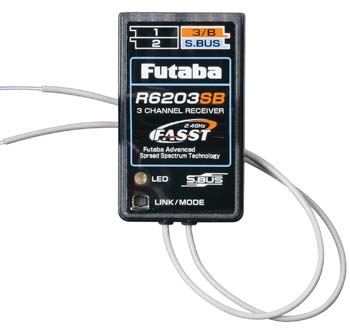 1 3/B
2 S.BUS
Futaba
R6203SB
3 CHANNEL RECEIVER
2.4GHz
FASST
Futaba Advanced
Spread Spectrum Technology
LED
S.BUS
LINK/MODE